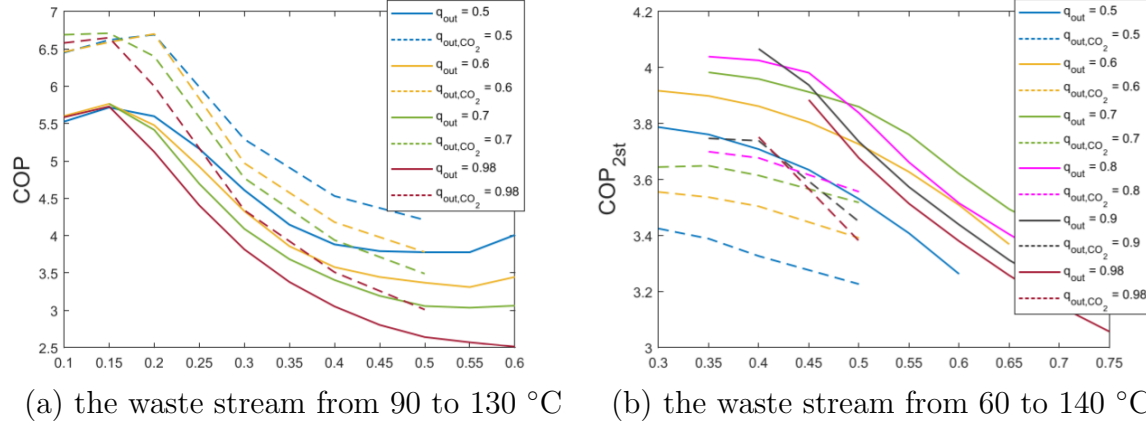 7
6.5
6
5.5
5
4.5
4
3.5
3
2.5
COP
0.1 0.15 0.2 0.25 0.3 0.35 0.4 0.45 0.5 0.55 0.6
q_out = 0.5
q_out,CO2 = 0.5
q_out = 0.6
q_out,CO2 = 0.6
q_out = 0.7
q_out,CO2 = 0.7
q_out = 0.98
q_out,CO2 = 0.98
(a) the waste stream from 90 to 130 °C
4.2
4
3.8
3.6
3.4
3.2
3
COP_2st
0.3 0.35 0.4 0.45 0.5 0.55 0.6 0.65 0.7 0.75
q_out = 0.5
q_out,CO2 = 0.5
q_out = 0.6
q_out,CO2 = 0.6
q_out = 0.7
q_out,CO2 = 0.7
q_out = 0.8
q_out,CO2 = 0.8
q_out = 0.9
q_out,CO2 = 0.9
q_out = 0.98
q_out,CO2 = 0.98
(b) the waste stream from 60 to 140 °C